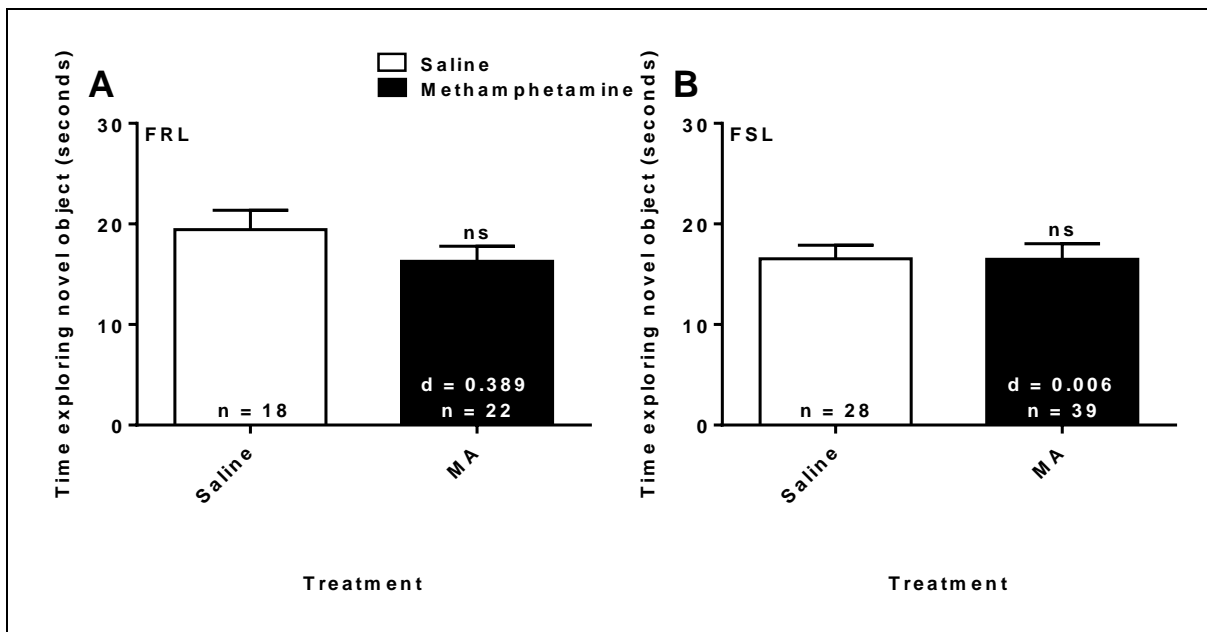 Saline
Methamphetamine
A
Time exploring novel object (seconds)
FRL
30
20
10
0
ns
d = 0.389
n = 18
n = 22
Saline
MA
Treatment
B
Time exploring novel object (seconds)
FSL
30
20
10
0
ns
d = 0.006
n = 28
n = 39
Saline
MA
Treatment